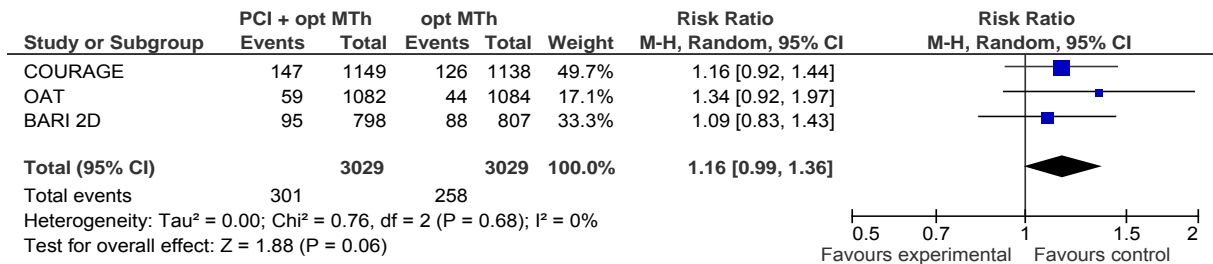 PCI + opt MTh opt MTh Risk Ratio Risk Ratio
Study or Subgroup Events Total Events Total Weight M-H, Random, 95% CI M-H, Random, 95% CI
COURAGE 147 1149 126 1138 49.7% 1.16 [0.92, 1.44]
OAT 59 1082 44 1084 17.1% 1.34 [0.92, 1.97]
BARI 2D 95 798 88 807 33.3% 1.09 [0.83, 1.43]
Total (95% CI) 3029 3029 100.0% 1.16 [0.99, 1.36]
Total events 301 258
Heterogeneity: Tau² = 0.00; Chi² = 0.76, df = 2 (P = 0.68); I² = 0%
Test for overall effect: Z = 1.88 (P = 0.06)
0.5 0.7 1 1.5 2
Favours experimental Favours control